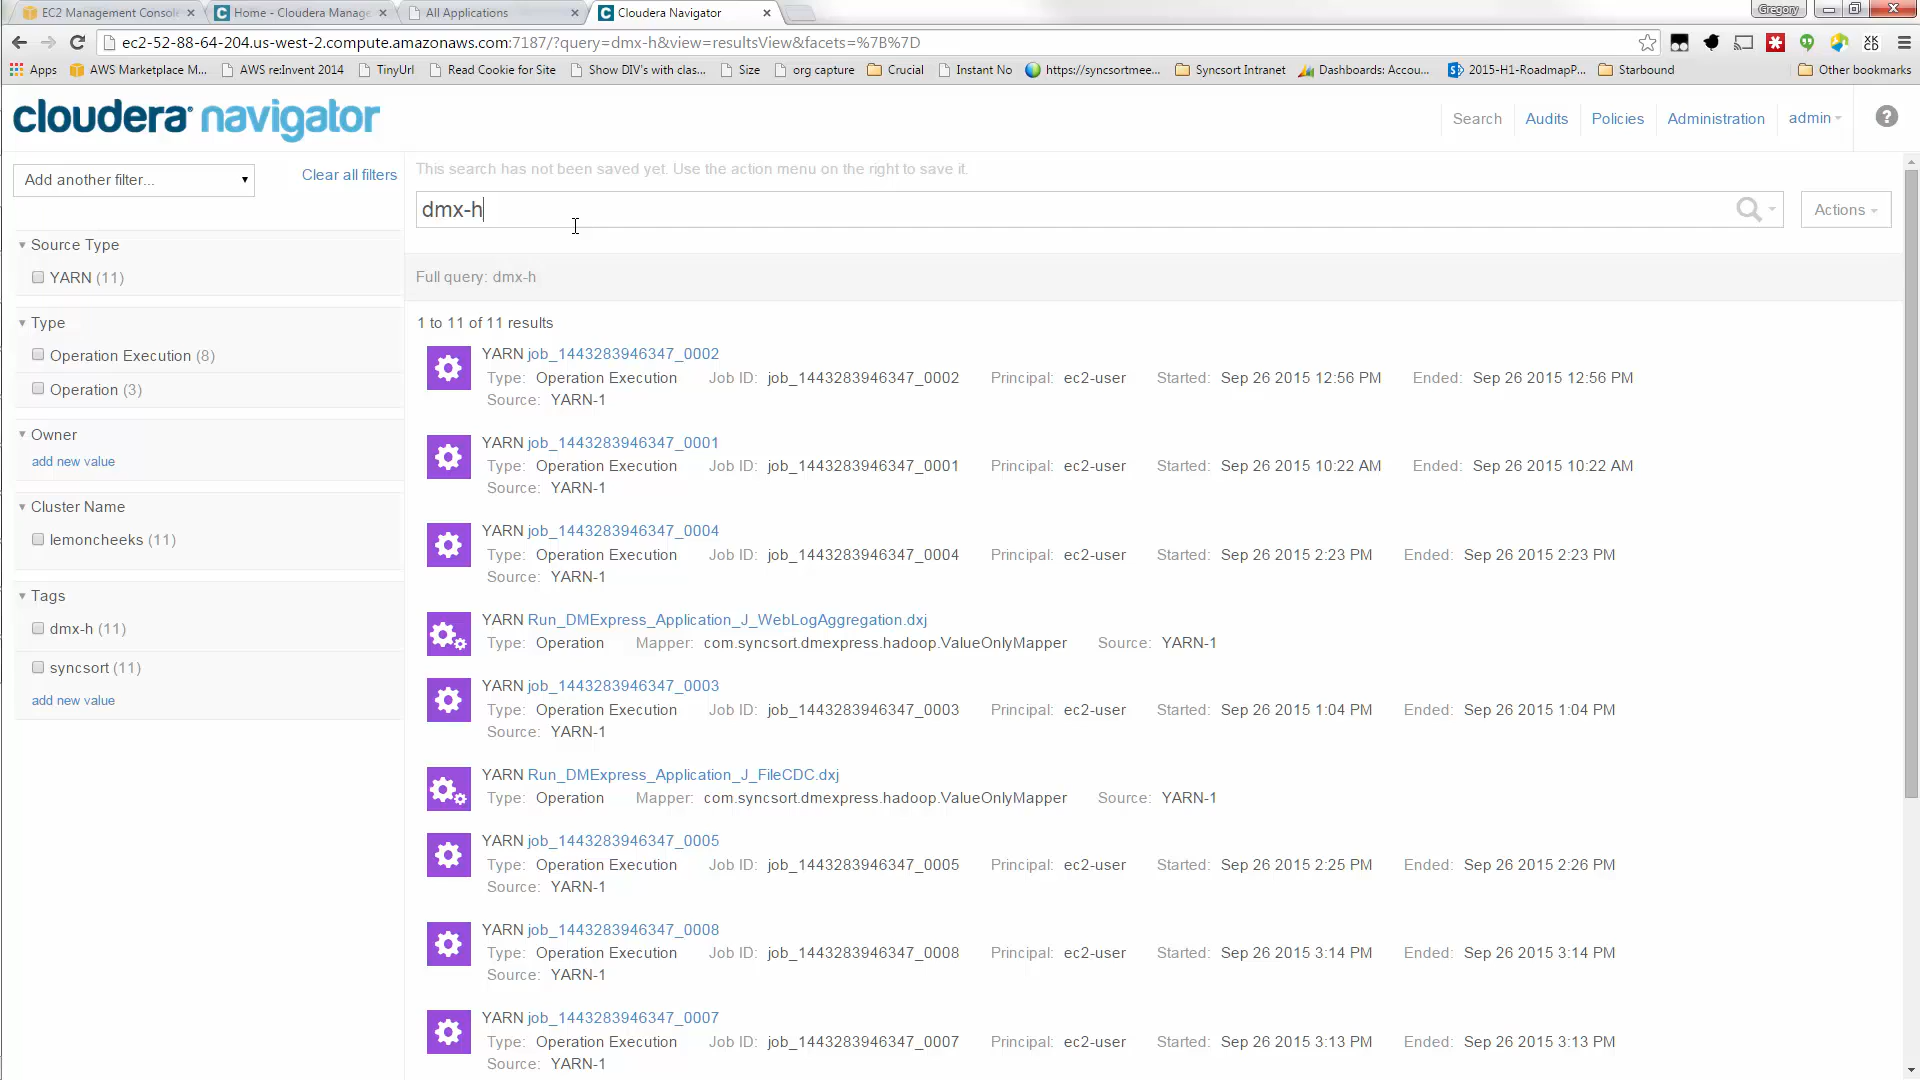 EC2 Management Consol
Home - Cloudera Manage
All Applications
Cloudera Navigator
Gregory
ec2-52-88-64-204.us-west-2.compute.amazonaws.com:7187/?query=dmx-h&view=resultsView&facets=%7B%7D
XK
CD
Apps
AWS Marketplace M...
AWS re:Invent 2014
TinyUrl
Read Cookie for Site
Show DIV's with clas...
Size
org capture
Crucial
Instant No
https://syncsortmee...
Syncsort Intranet
Dashboards: Accou...
2015-H1-RoadmapP...
Starbound
Other bookmarks
cloudera navigator
Search
Audits
Policies
Administration
admin
?
Add another filter...
Clear all filters
This search has not been saved yet. Use the action menu on the right to save it.
dmx-h
Actions
Source Type
YARN (11)
Type
Operation Execution (8)
Operation (3)
Owner
add new value
Cluster Name
lemoncheeks (11)
Tags
dmx-h (11)
syncsort (11)
add new value
Full query: dmx-h
1 to 11 of 11 results
YARN job_1443283946347_0002
Type: Operation Execution Job ID: job_1443283946347_0002 Principal: ec2-user Started: Sep 26 2015 12:56 PM Ended: Sep 26 2015 12:56 PM
Source: YARN-1
YARN job_1443283946347_0001
Type: Operation Execution Job ID: job_1443283946347_0001 Principal: ec2-user Started: Sep 26 2015 10:22 AM Ended: Sep 26 2015 10:22 AM
Source: YARN-1
YARN job_1443283946347_0004
Type: Operation Execution Job ID: job_1443283946347_0004 Principal: ec2-user Started: Sep 26 2015 2:23 PM Ended: Sep 26 2015 2:23 PM
Source: YARN-1
YARN Run_DMExpress_Application_J_WebLogAggregation.dxj
Type: Operation Mapper: com.syncsort.dmexpress.hadoop.ValueOnlyMapper Source: YARN-1
YARN job_1443283946347_0003
Type: Operation Execution Job ID: job_1443283946347_0003 Principal: ec2-user Started: Sep 26 2015 1:04 PM Ended: Sep 26 2015 1:04 PM
Source: YARN-1
YARN Run_DMExpress_Application_J_FileCDC.dxj
Type: Operation Mapper: com.syncsort.dmexpress.hadoop.ValueOnlyMapper Source: YARN-1
YARN job_1443283946347_0005
Type: Operation Execution Job ID: job_1443283946347_0005 Principal: ec2-user Started: Sep 26 2015 2:25 PM Ended: Sep 26 2015 2:26 PM
Source: YARN-1
YARN job_1443283946347_0008
Type: Operation Execution Job ID: job_1443283946347_0008 Principal: ec2-user Started: Sep 26 2015 3:14 PM Ended: Sep 26 2015 3:14 PM
Source: YARN-1
YARN job_1443283946347_0007
Type: Operation Execution Job ID: job_1443283946347_0007 Principal: ec2-user Started: Sep 26 2015 3:13 PM Ended: Sep 26 2015 3:13 PM
Source: YARN-1